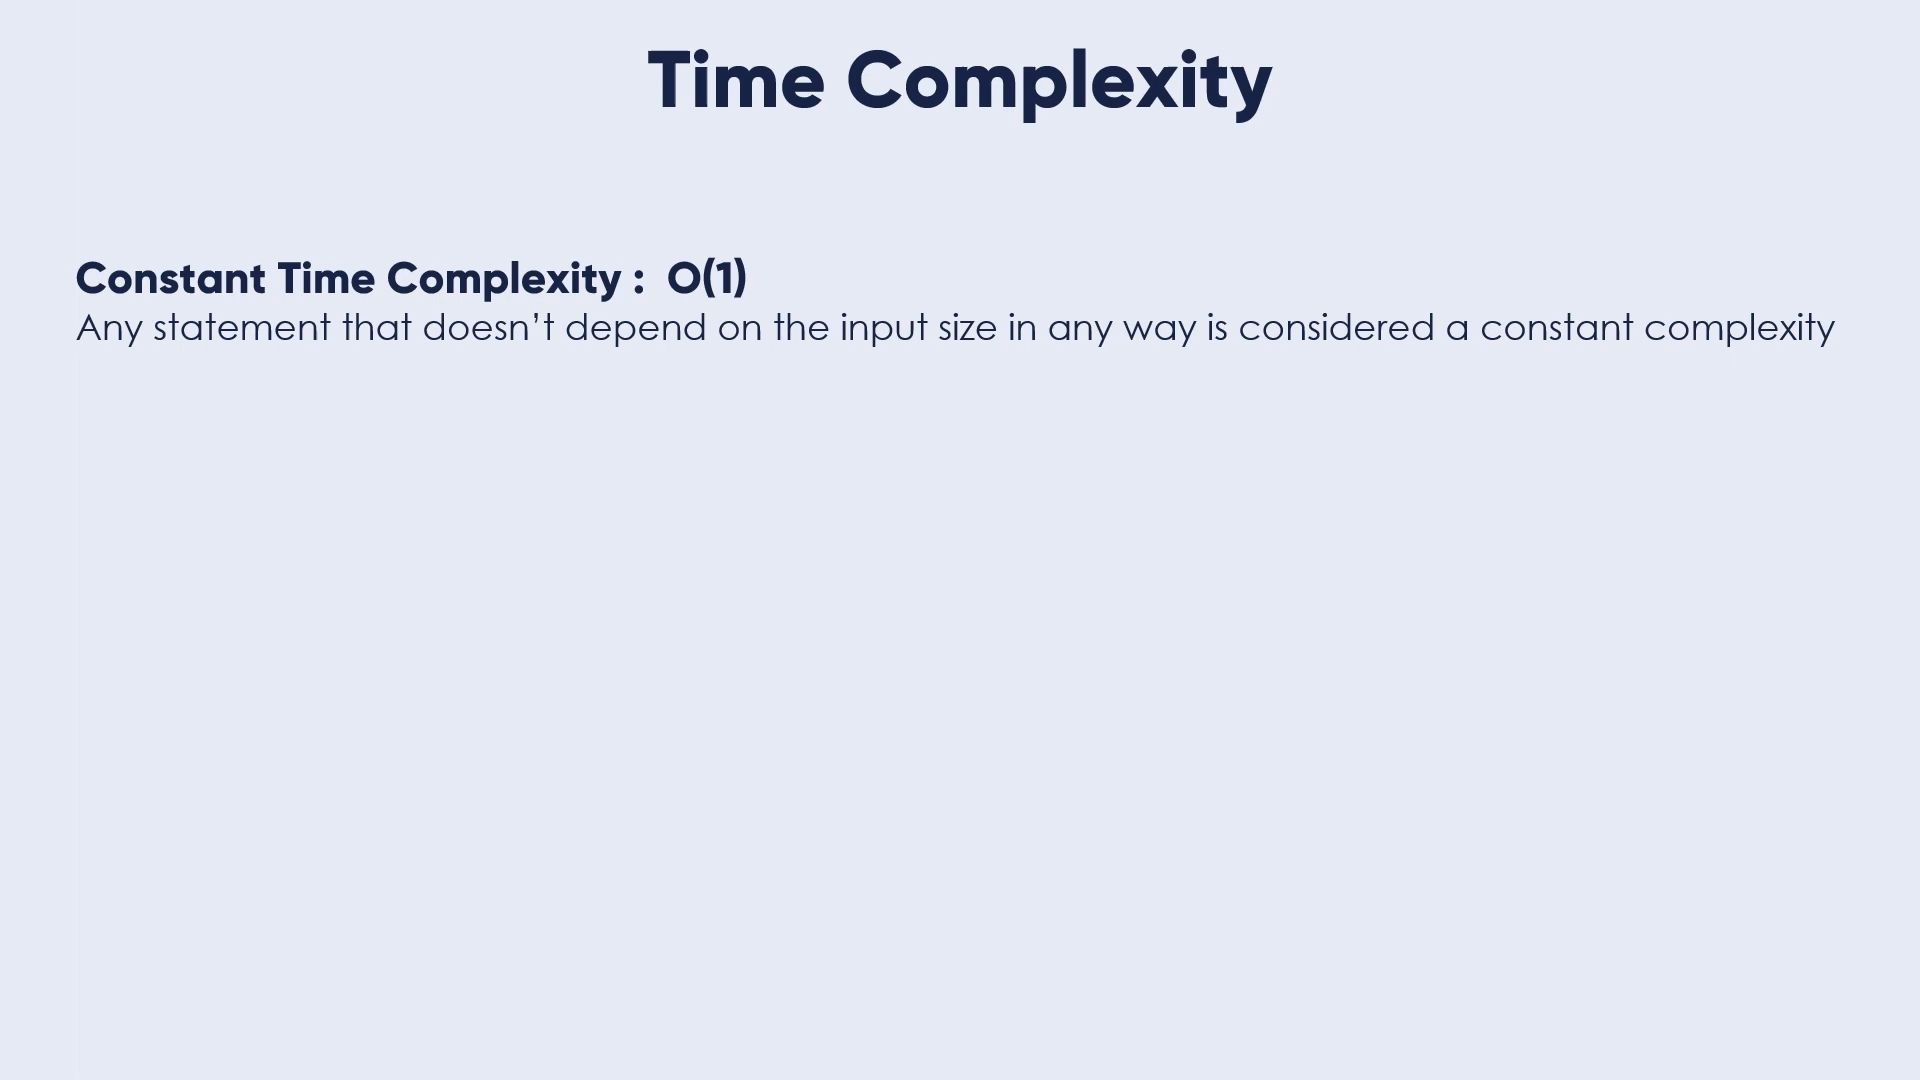 Time Complexity
Constant Time Complexity :  O(1)
Any statement that doesn’t depend on the input size in any way is considered a constant complexity